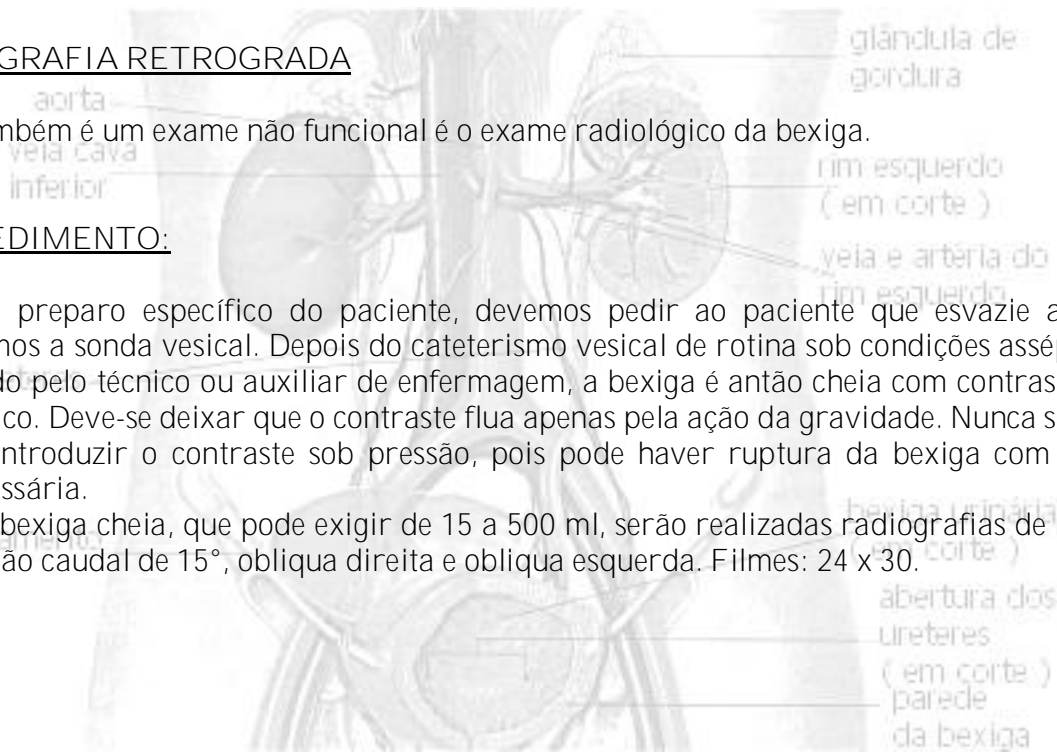 GRAFIA RETROGRADA
mbém é um exame não funcional é o exame radiológico da bexiga.
EDIMENTO:
preparo específico do paciente, devemos pedir ao paciente que esvazie a
mos a sonda vesical. Depois do cateterismo vesical de rotina sob condições assép
do pelo técnico ou auxiliar de enfermagem, a bexiga é antão cheia com contras
ico. Deve-se deixar que o contraste flua apenas pela ação da gravidade. Nunca s
introduzir o contraste sob pressão, pois pode haver ruptura da bexiga com
ssária.
bexiga cheia, que pode exigir de 15 a 500 ml, serão realizadas radiografias de
ão caudal de 15°, obliqua direita e obliqua esquerda. Filmes: 24 x 30.
glândula de
gordura
aorta
veia cava
inferior
rim esquerdo
( em corte )
veia e artéria do
rim esquerdo
bexiga urinária
( em corte )
abertura dos
ureteres
( em corte )
parede
da bexiga